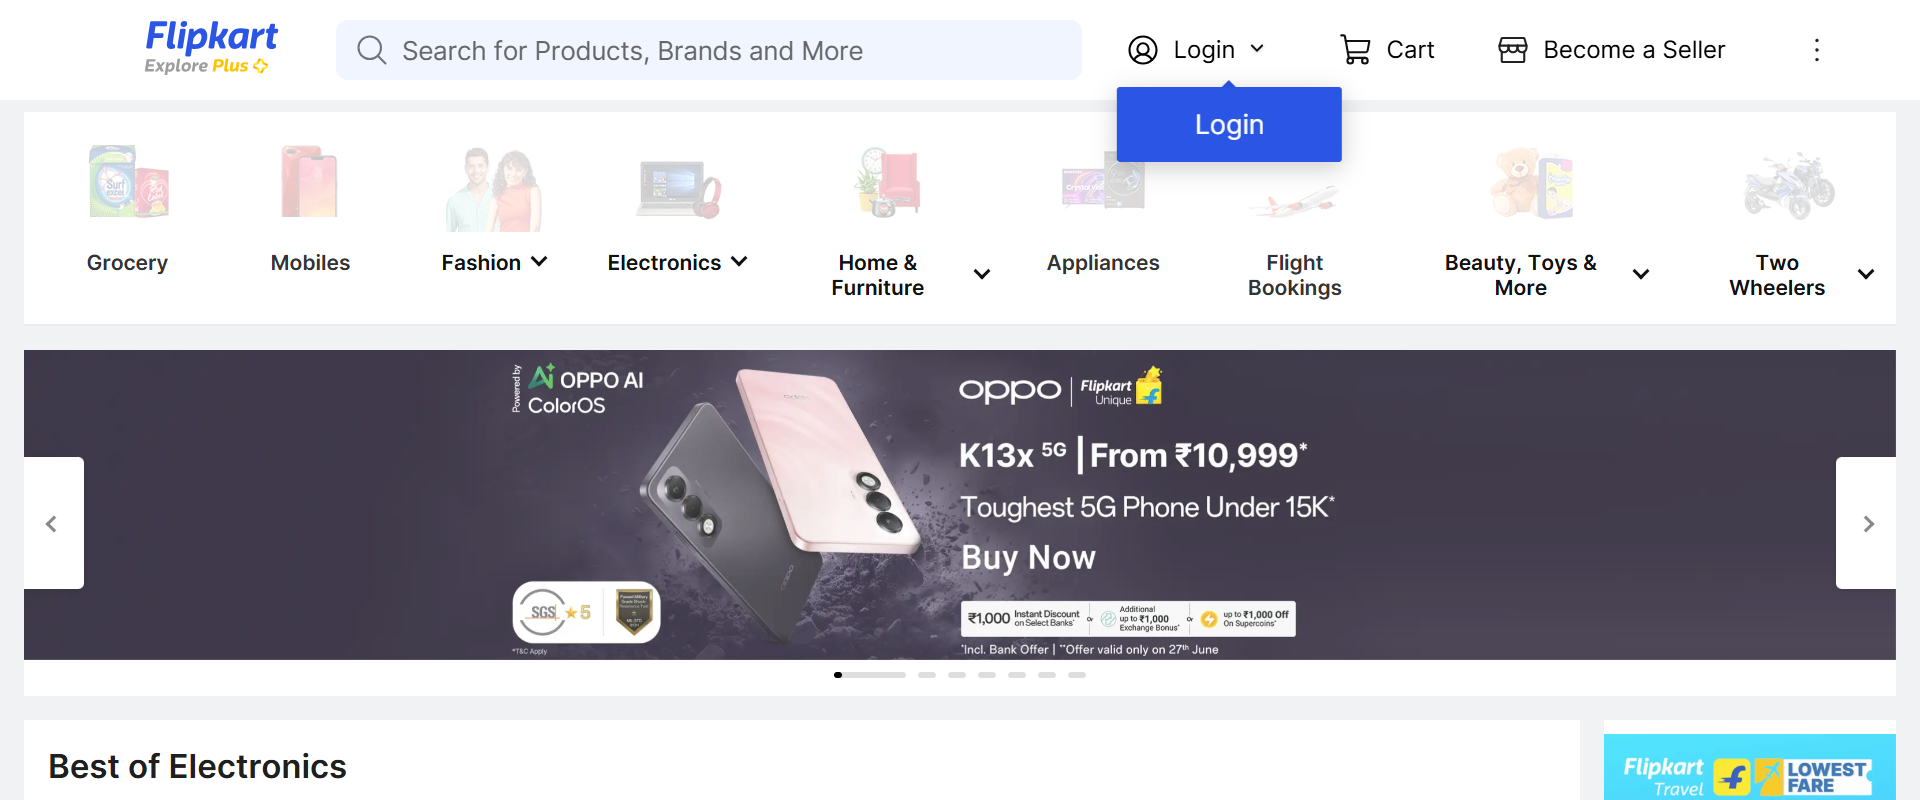 Flipkart
Explore Plus
Search for Products, Brands and More
Login
Cart
Become a Seller
Login
Surf excel
Crystal
Grocery
Mobiles
Fashion
Electronics
Home & Furniture
Appliances
Flight Bookings
Beauty, Toys & More
Two Wheelers
Powered by
Ai OPPO AI
ColorOS
oppo
Flipkart Unique
K13x 5G | From ₹10,999*
Toughest 5G Phone Under 15K*
Buy Now
SGS ★ 5
₹1,000 Instant Discount on Select Banks*
or
Additional up to ₹1,000 Exchange Bonus*
or
up to ₹1,000 Off On Supercoins*
*T&C Apply
*Incl. Bank Offer | **Offer valid only on 27th June
Best of Electronics
Flipkart Travel
LOWEST FARE